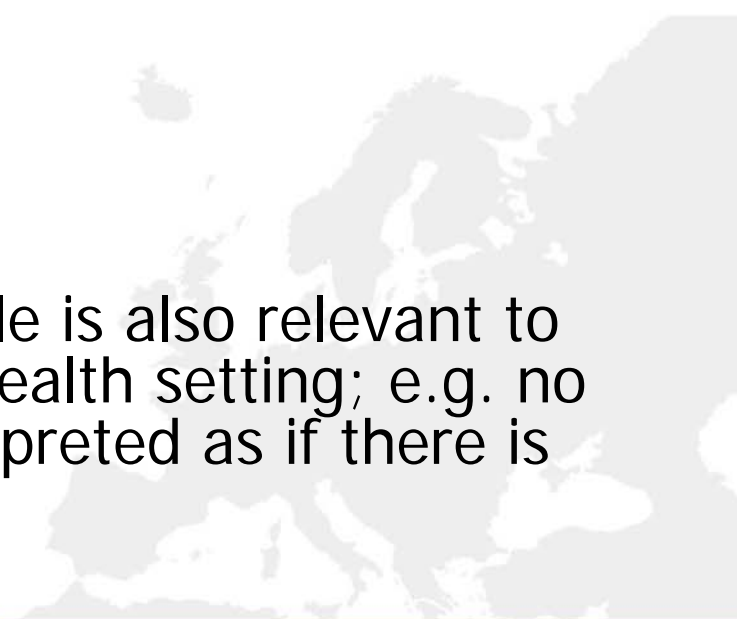 le is also relevant to
ealth setting; e.g. no
preted as if there is